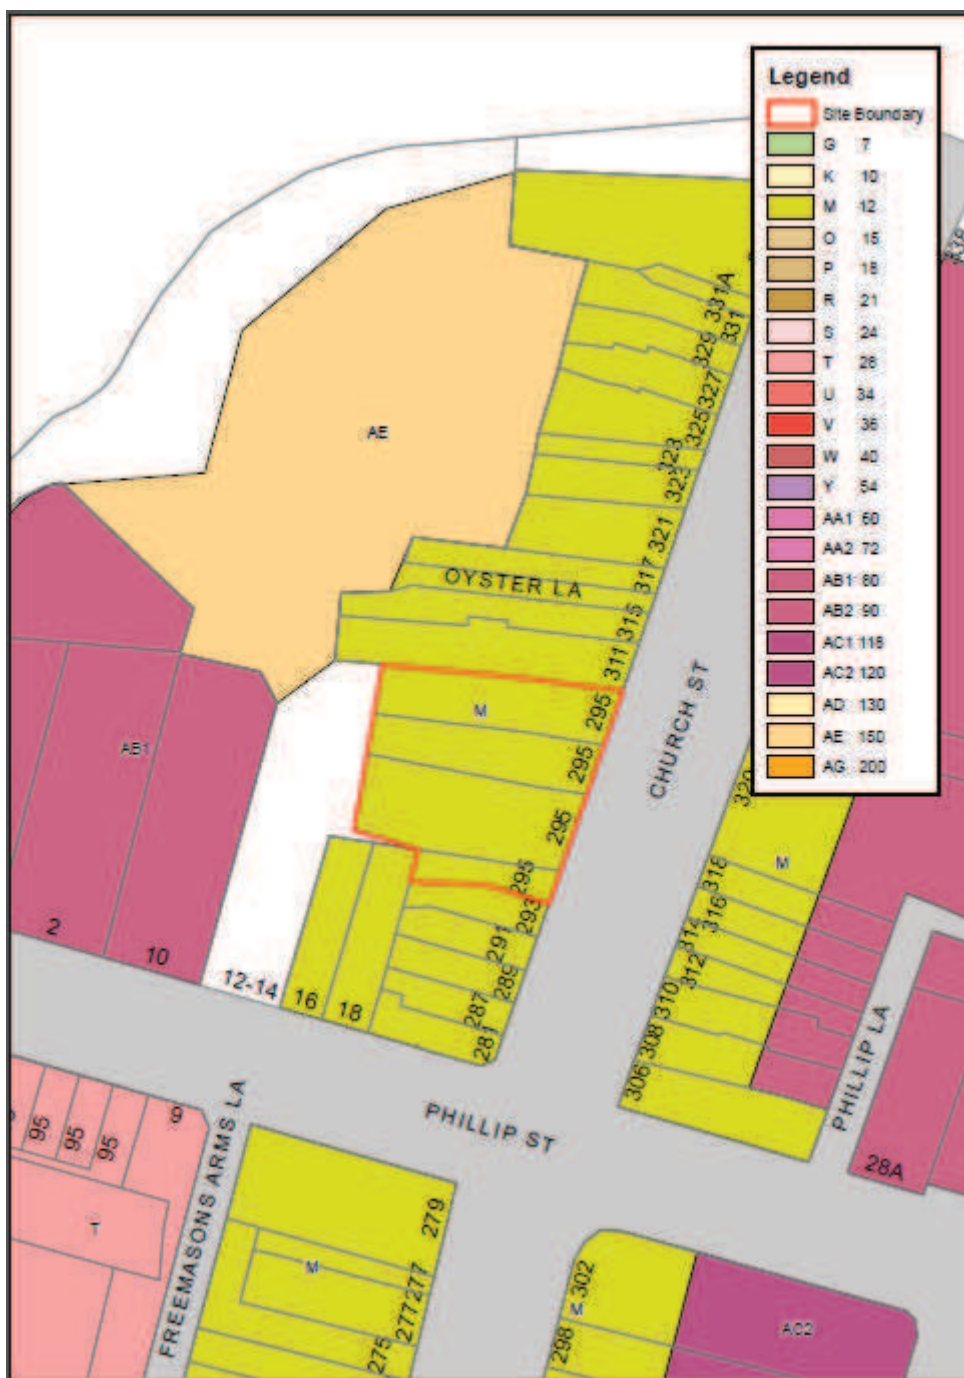 Legend
Site Boundary
G 7
K 10
M 12
O 15
P 18
R 21
S 24
T 28
U 34
V 36
W 40
Y 54
AA1 60
AA2 72
AB1 80
AB2 90
AC1 118
AC2 120
AD 130
AE 150
AG 200
331A
331
329
327
325
323
323
321
317
315
311
AE
OYSTER LA
M
295
295
295
295
293
291
289
287
281
CHURCH ST
AB1
2
10
12-14
16
18
320
M
318
316
314
312
310
308
306
PHILLIP LA
28A
PHILLIP ST
95
95
95
9
FREEMASONS ARMS LA
279
277
277
275
M
302
M
298
AC2